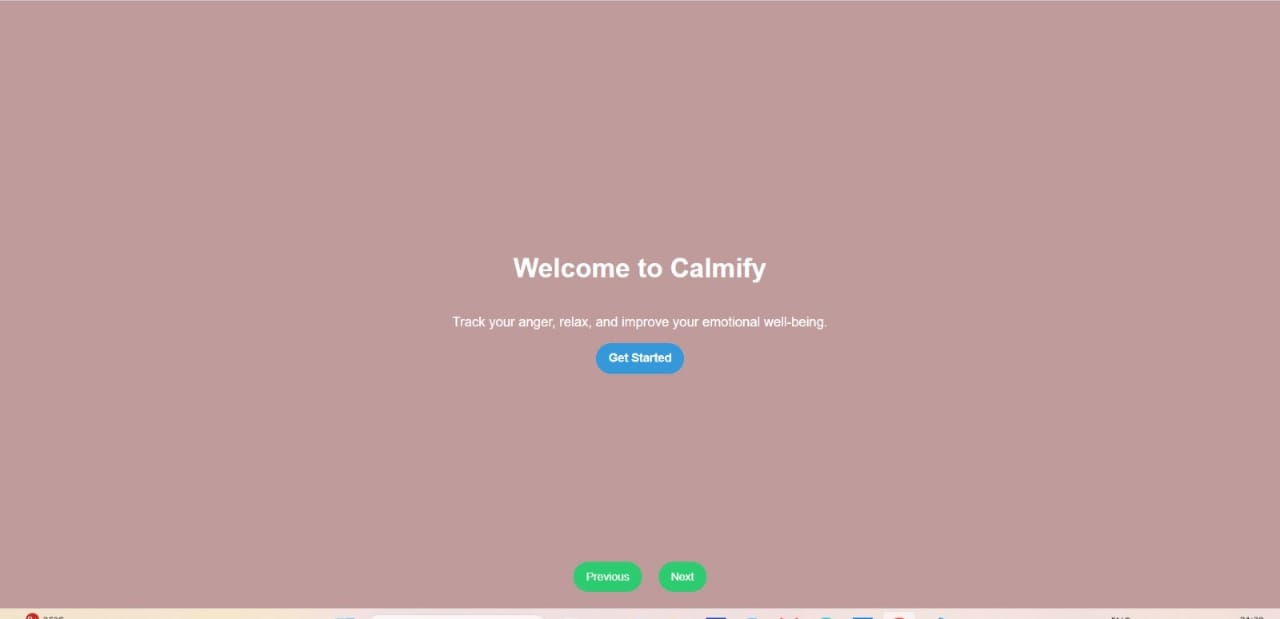 Welcome to Calmify
Track your anger, relax, and improve your emotional well-being.
Get Started
Previous
Next